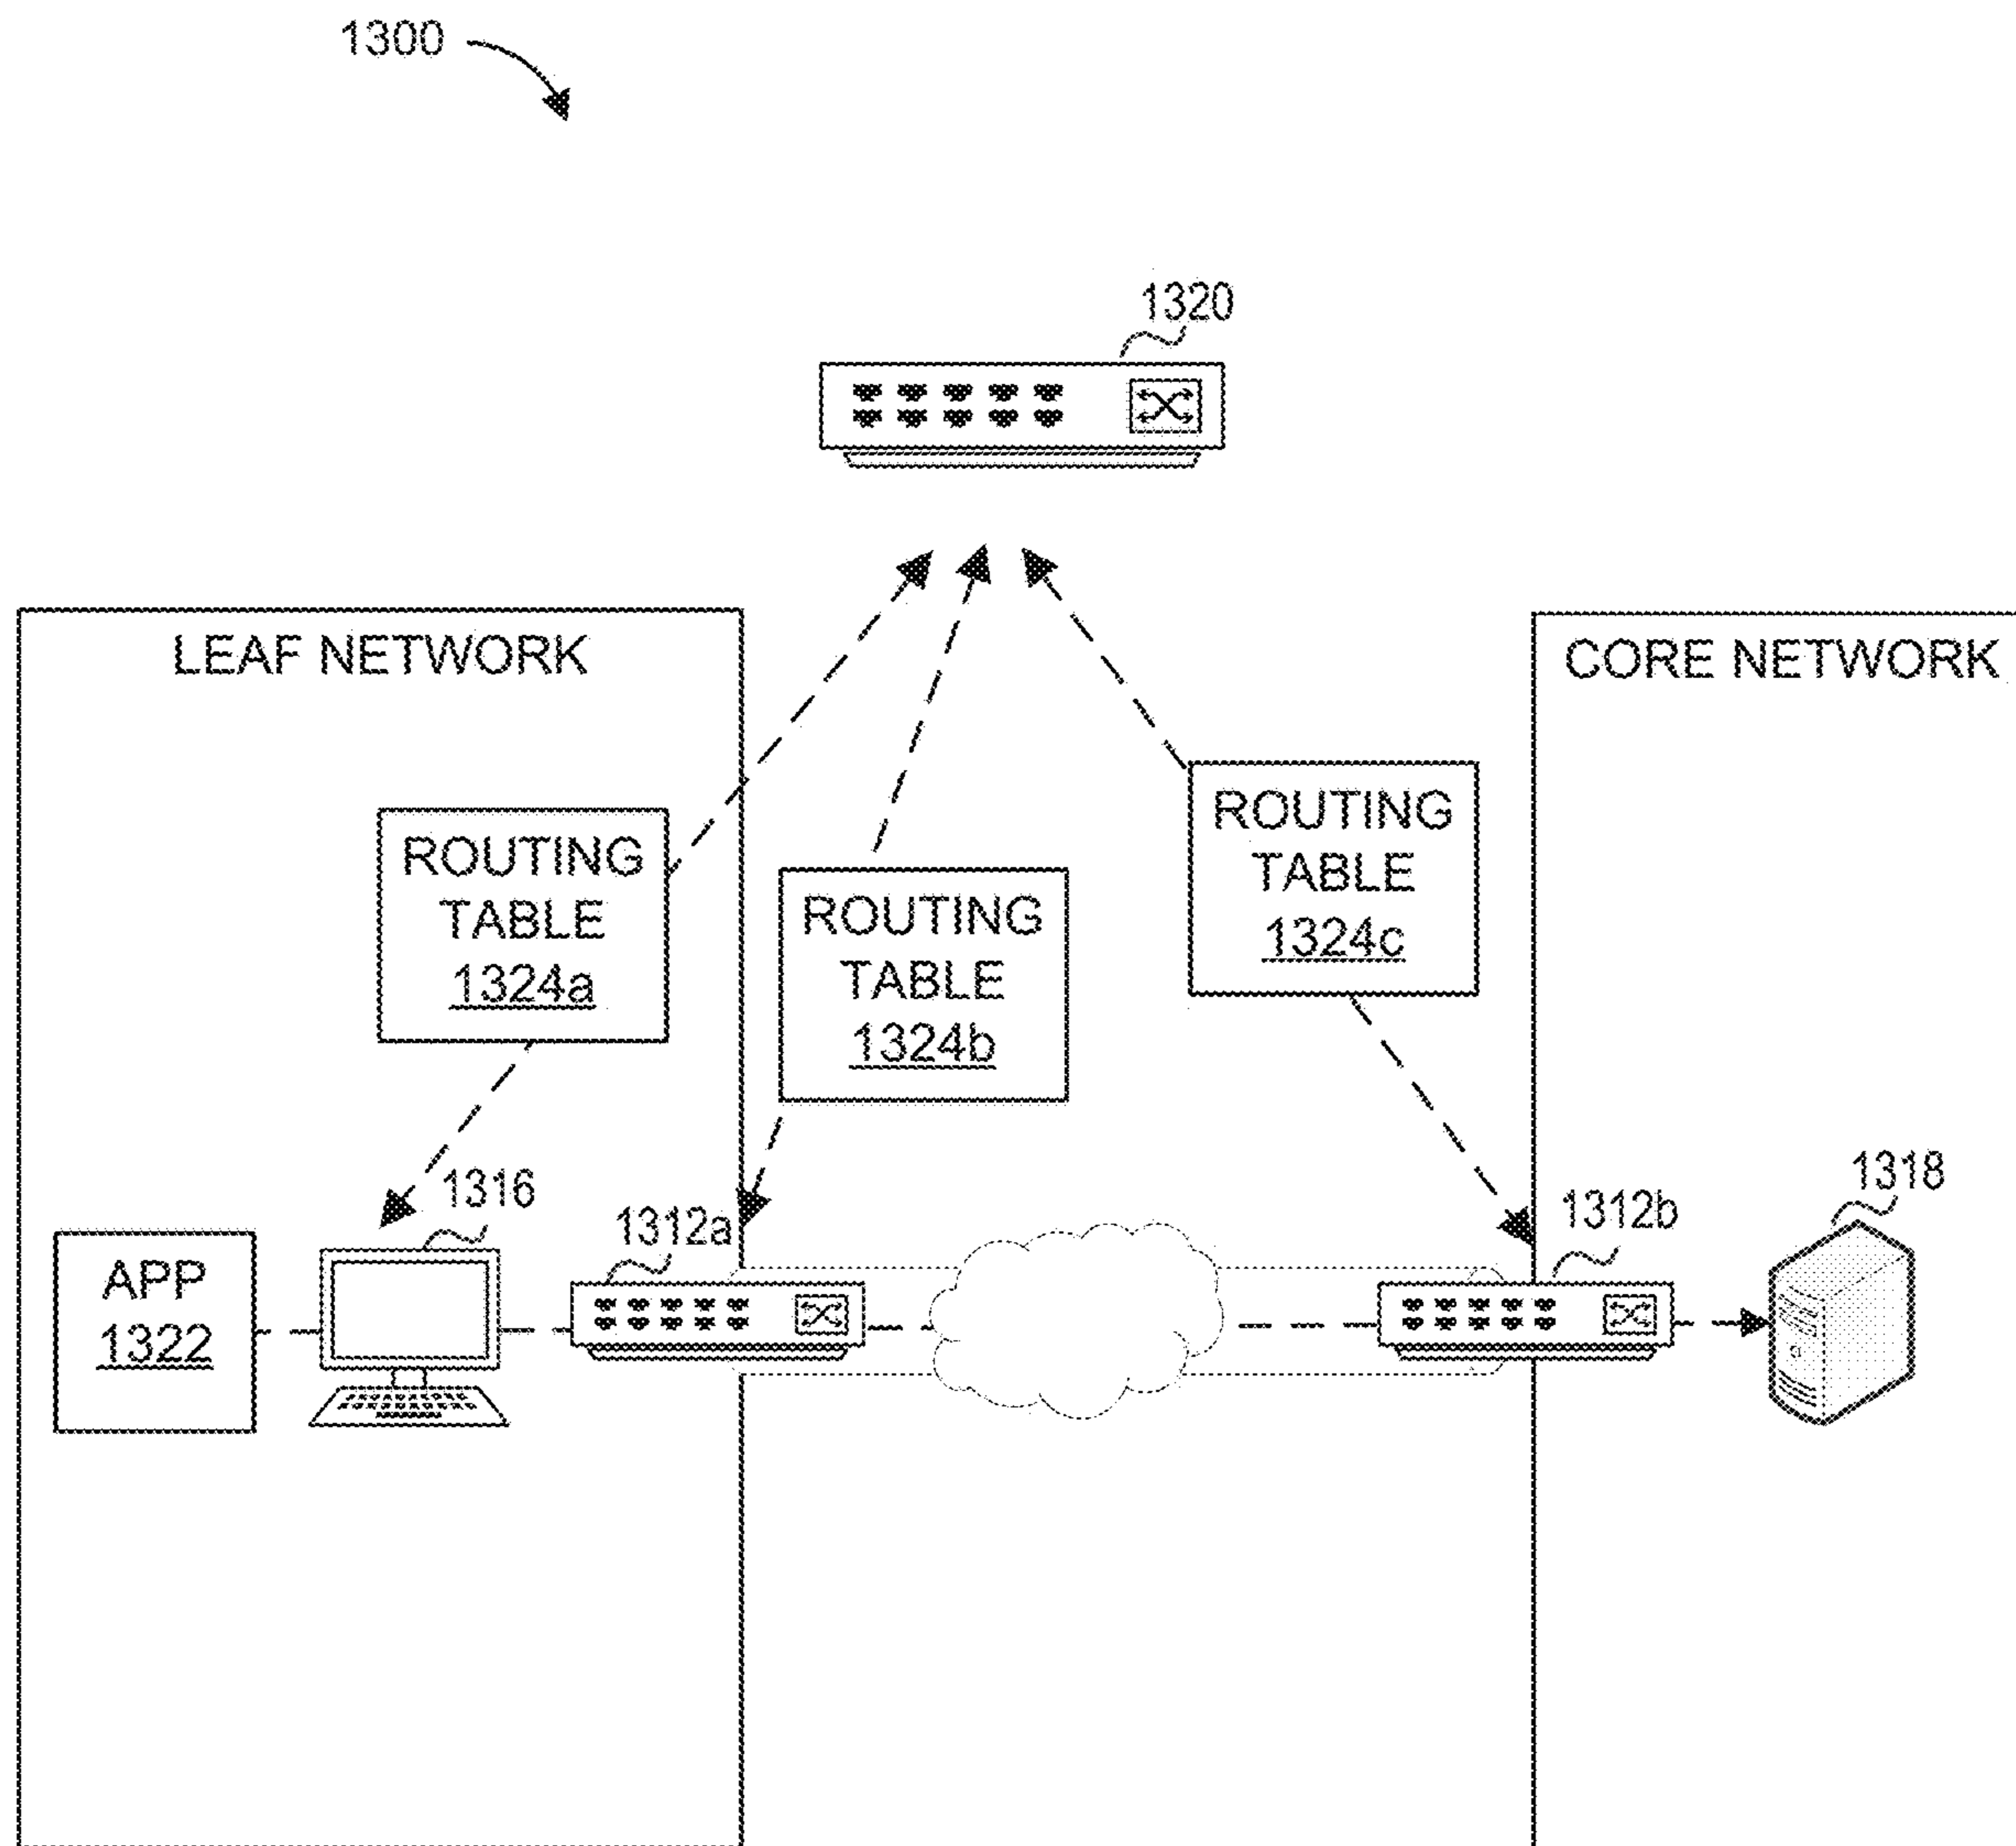 1300
1320
LEAF NETWORK
CORE NETWORK
ROUTING
TABLE
1324a
ROUTING
TABLE
1324b
ROUTING
TABLE
1324c
1316
1312a
1312b
1318
APP
1322